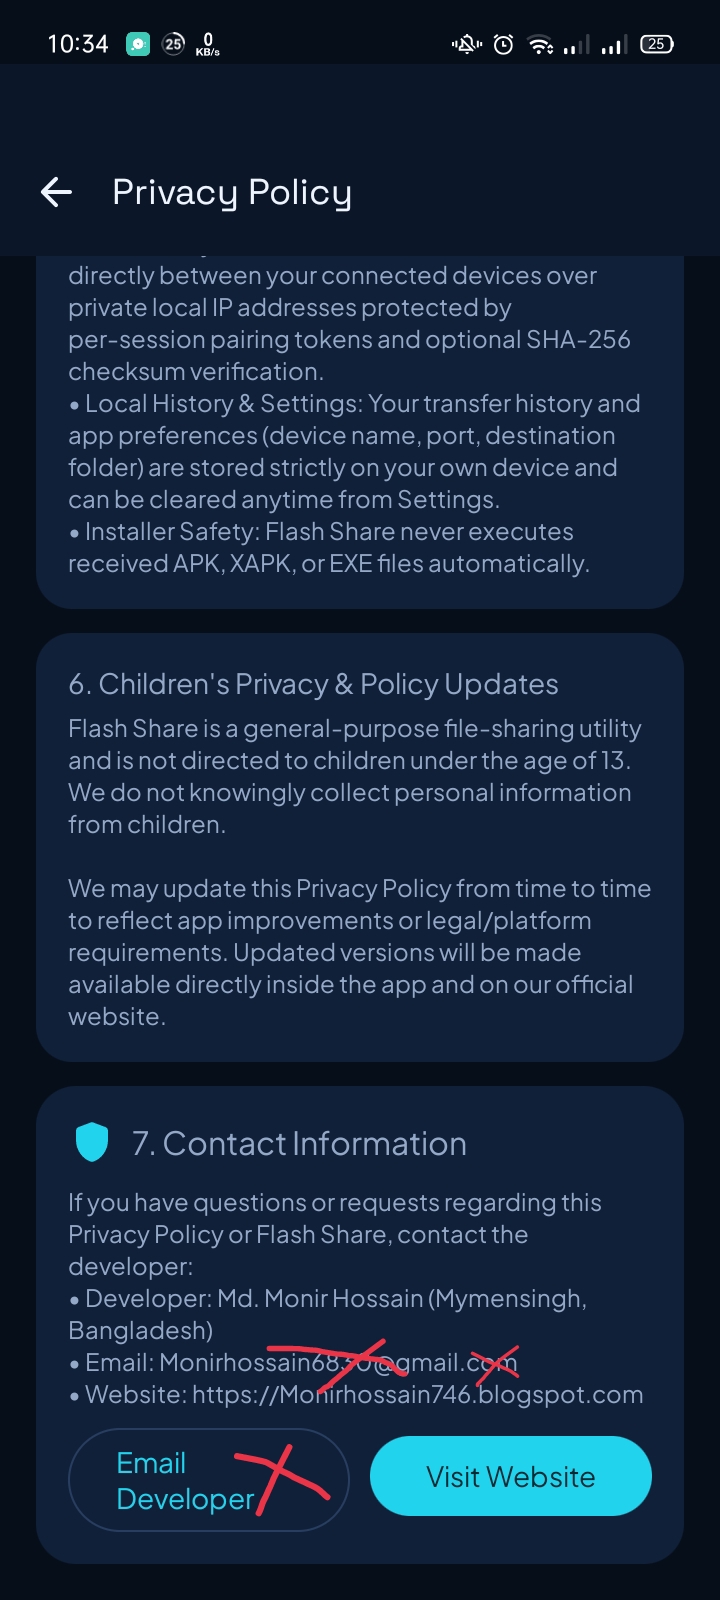 10:34
25
0
KB/s
25
Privacy Policy
directly between your connected devices over
private local IP addresses protected by
per-session pairing tokens and optional SHA-256
checksum verification.
• Local History & Settings: Your transfer history and
app preferences (device name, port, destination
folder) are stored strictly on your own device and
can be cleared anytime from Settings.
• Installer Safety: Flash Share never executes
received APK, XAPK, or EXE files automatically.
6. Children's Privacy & Policy Updates
Flash Share is a general-purpose file-sharing utility
and is not directed to children under the age of 13.
We do not knowingly collect personal information
from children.
We may update this Privacy Policy from time to time
to reflect app improvements or legal/platform
requirements. Updated versions will be made
available directly inside the app and on our official
website.
7. Contact Information
If you have questions or requests regarding this
Privacy Policy or Flash Share, contact the
developer:
• Developer: Md. Monir Hossain (Mymensingh,
Bangladesh)
• Email: Monirhossain6830@gmail.com
• Website: https://Monirhossain746.blogspot.com
Email
Developer
Visit Website